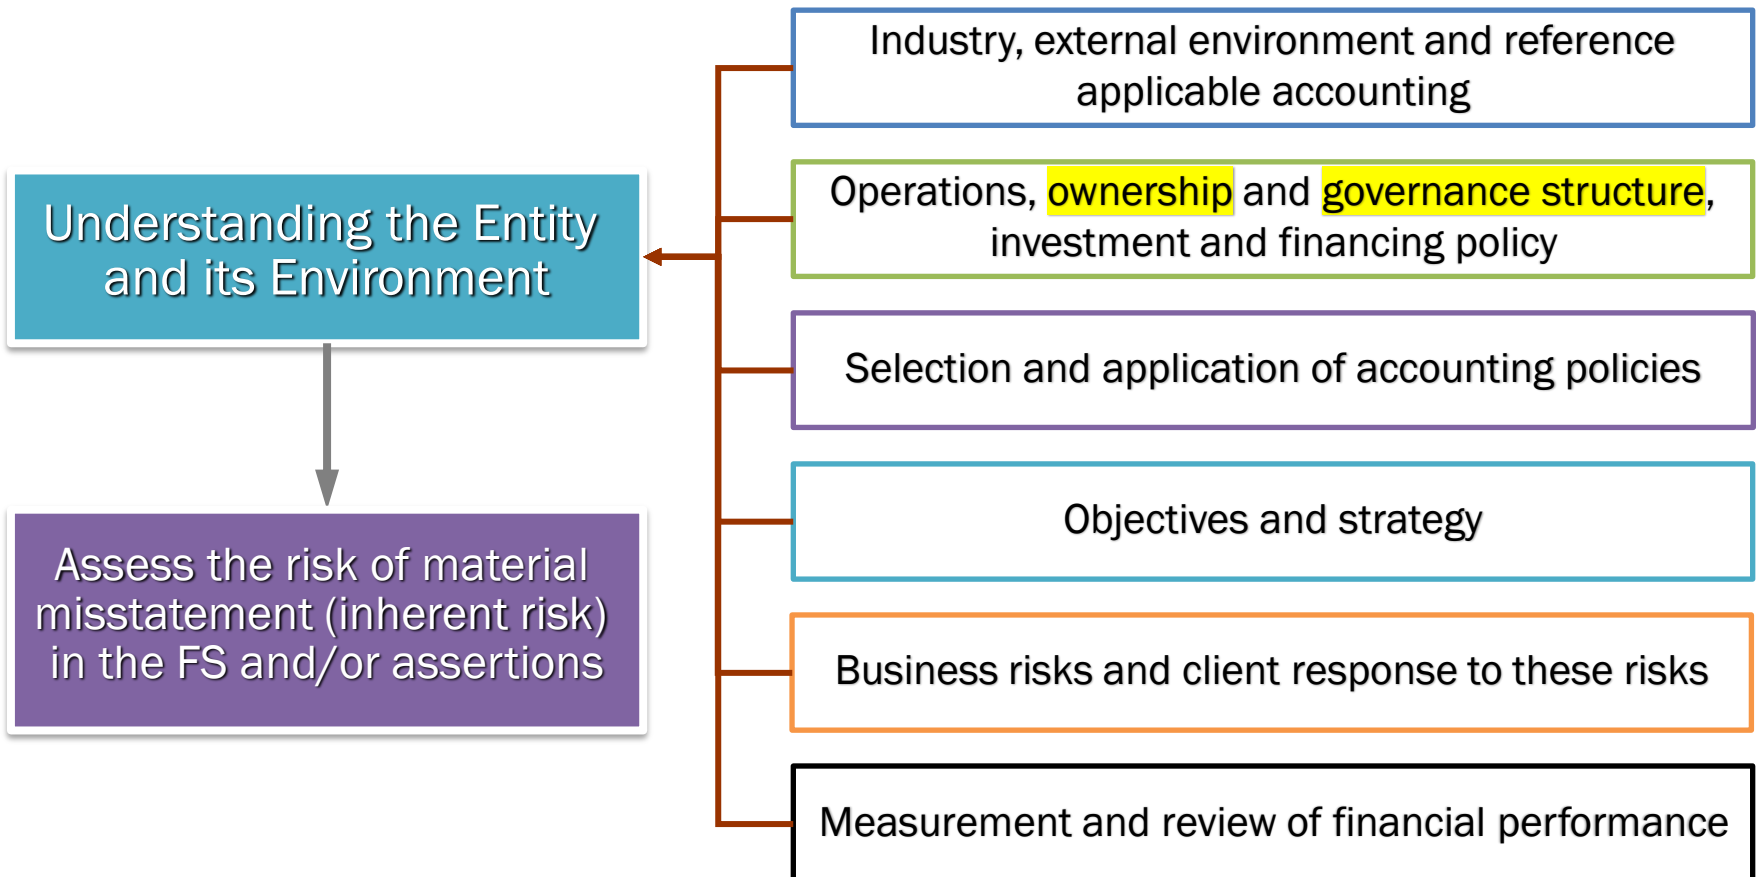 Understanding the Entity
and its Environment
Assess the risk of material
misstatement (inherent risk)
in the FS and/or assertions
Industry, external environment and reference
applicable accounting
Operations, ownership and governance structure,
investment and financing policy
Selection and application of accounting policies
Objectives and strategy
Business risks and client response to these risks
Measurement and review of financial performance